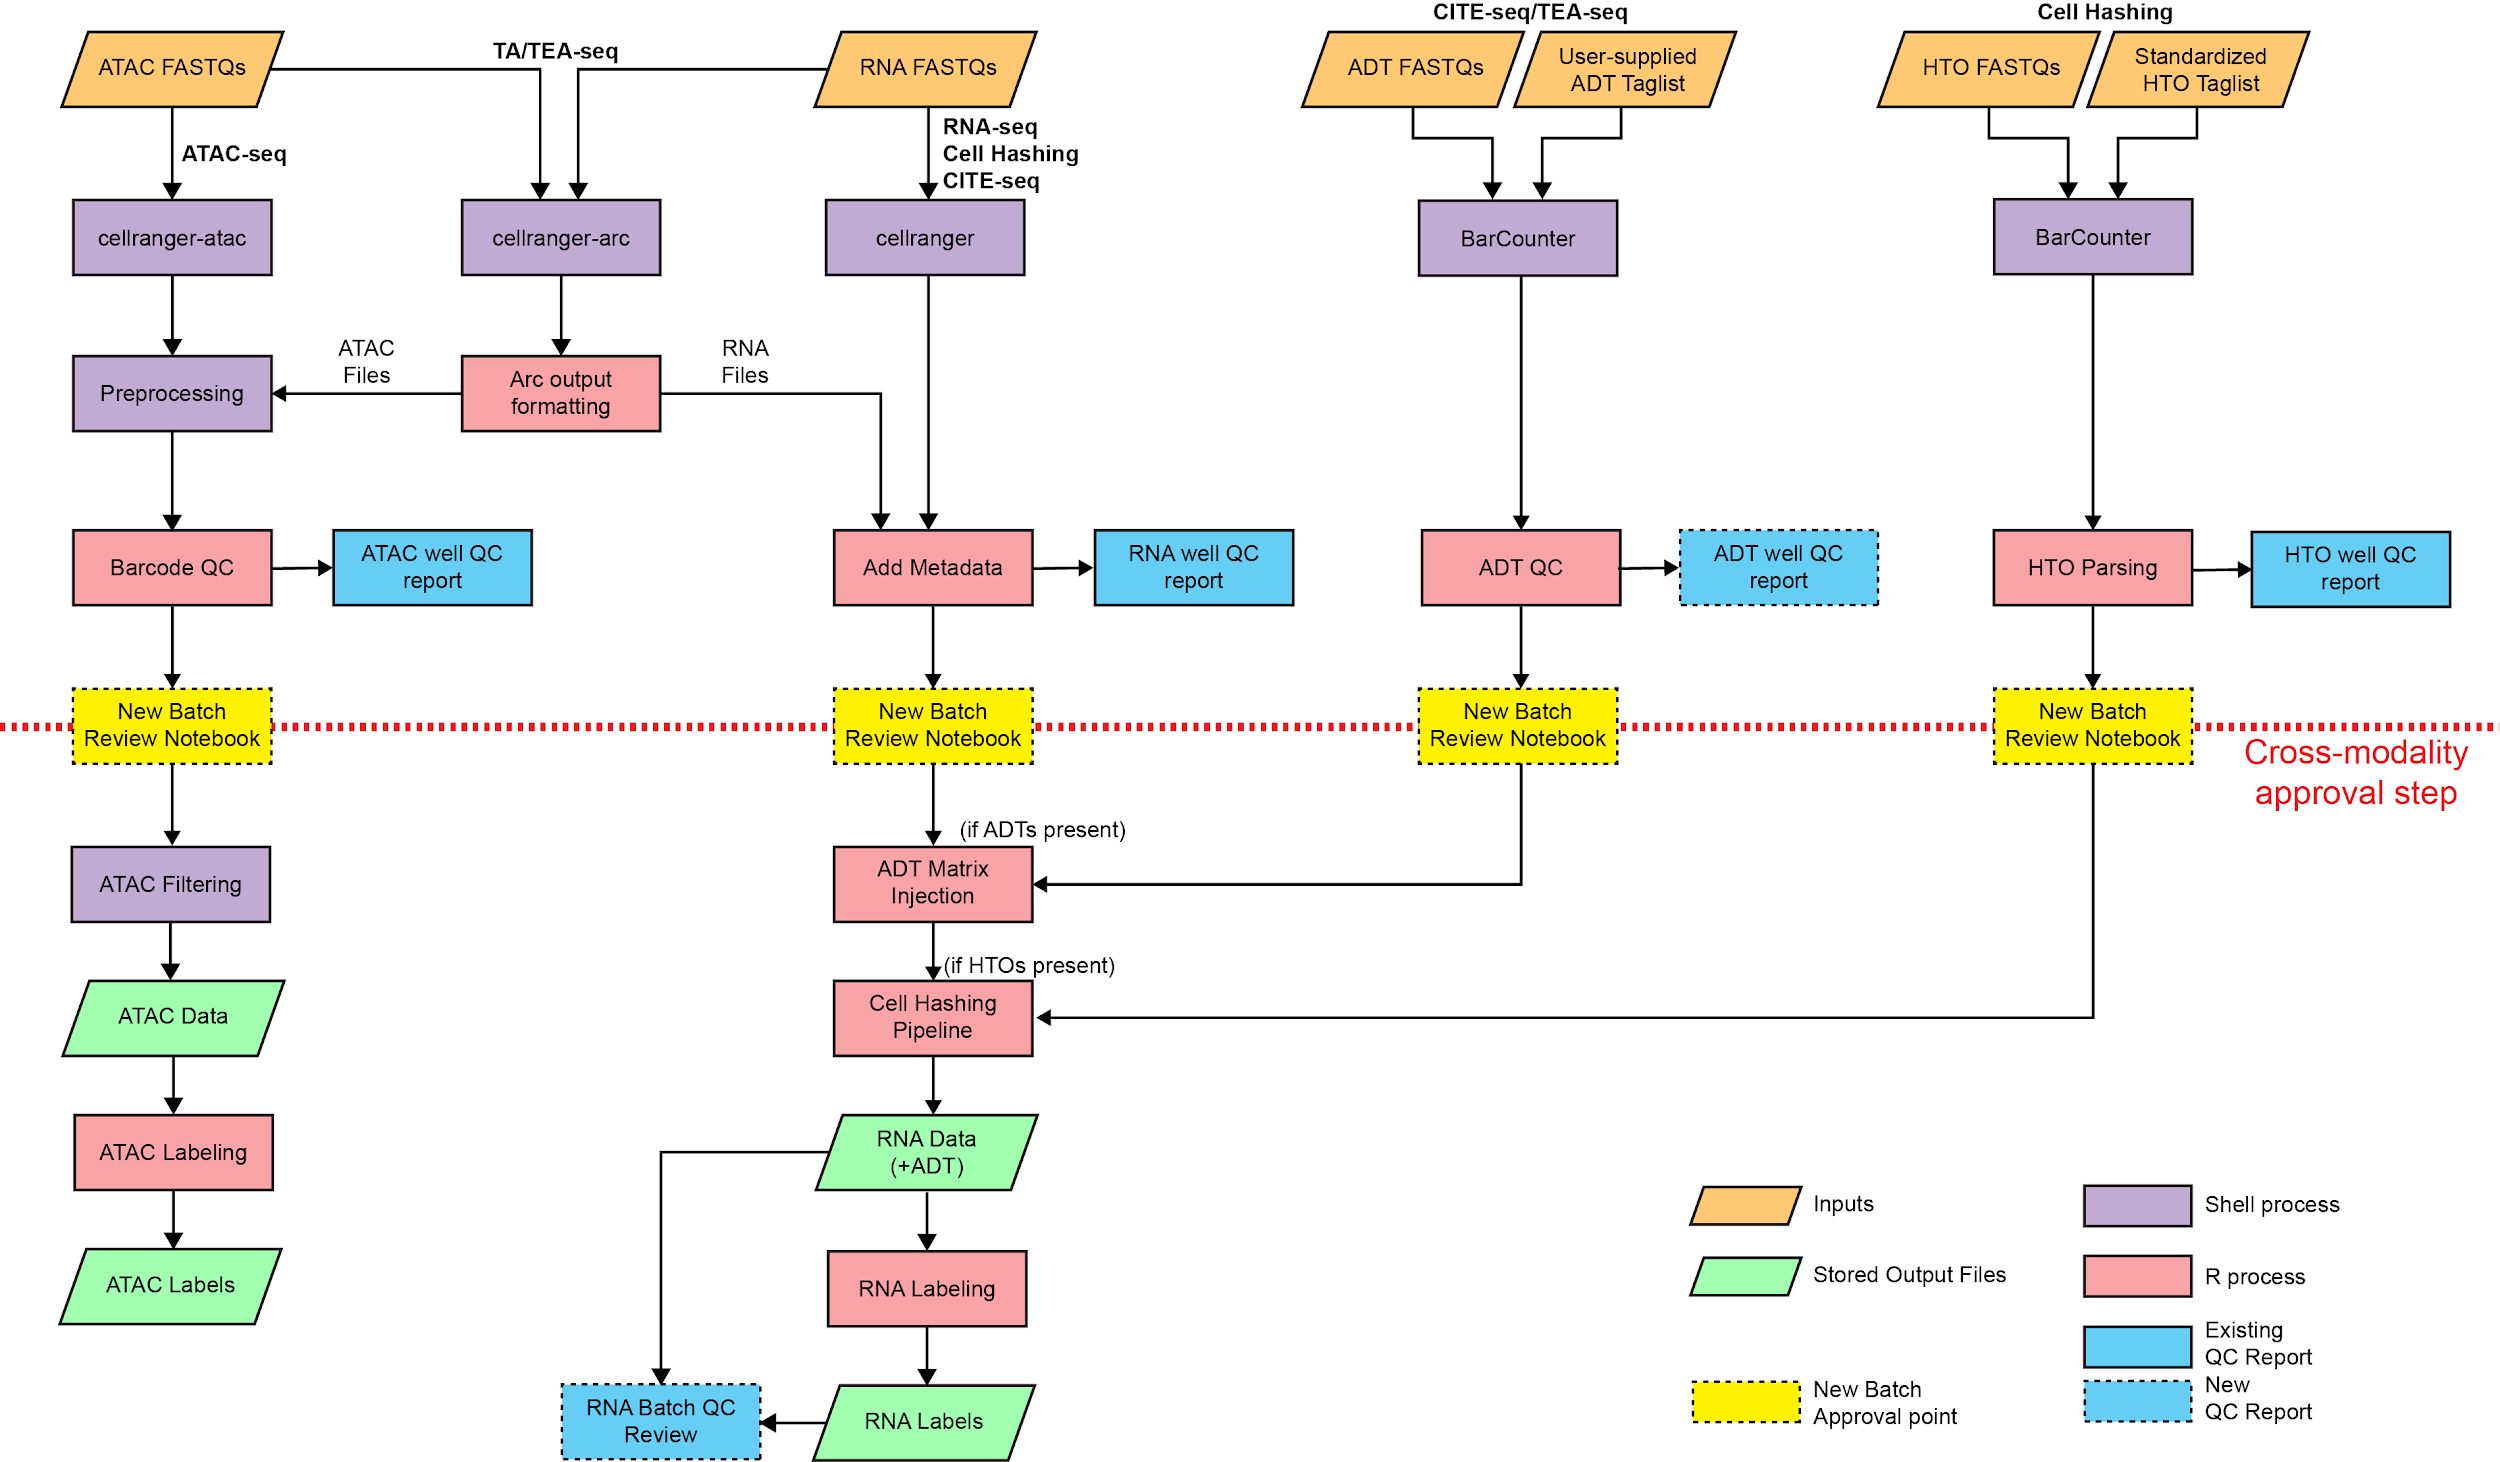 CITE-seq/TEA-seq
Cell Hashing
TA/TEA-seq
ATAC FASTQs
RNA FASTQs
ADT FASTQs
User-supplied
ADT Taglist
HTO FASTQs
Standardized
HTO Taglist
ATAC-seq
RNA-seq
Cell Hashing
CITE-seq
cellranger-atac
cellranger-arc
cellranger
BarCounter
BarCounter
ATAC
Files
RNA
Files
Preprocessing
Arc output
formatting
Barcode QC
ATAC well QC
report
Add Metadata
RNA well QC
report
ADT QC
ADT well QC
report
HTO Parsing
HTO well QC
report
New Batch
Review Notebook
New Batch
Review Notebook
New Batch
Review Notebook
New Batch
Review Notebook
Cross-modality
approval step
(if ADTs present)
ATAC Filtering
ADT Matrix
Injection
(if HTOs present)
ATAC Data
Cell Hashing
Pipeline
ATAC Labeling
RNA Data
(+ADT)
ATAC Labels
RNA Labeling
RNA Batch QC
Review
RNA Labels
Inputs
Shell process
Stored Output Files
R process
Existing
QC Report
New Batch
Approval point
New
QC Report